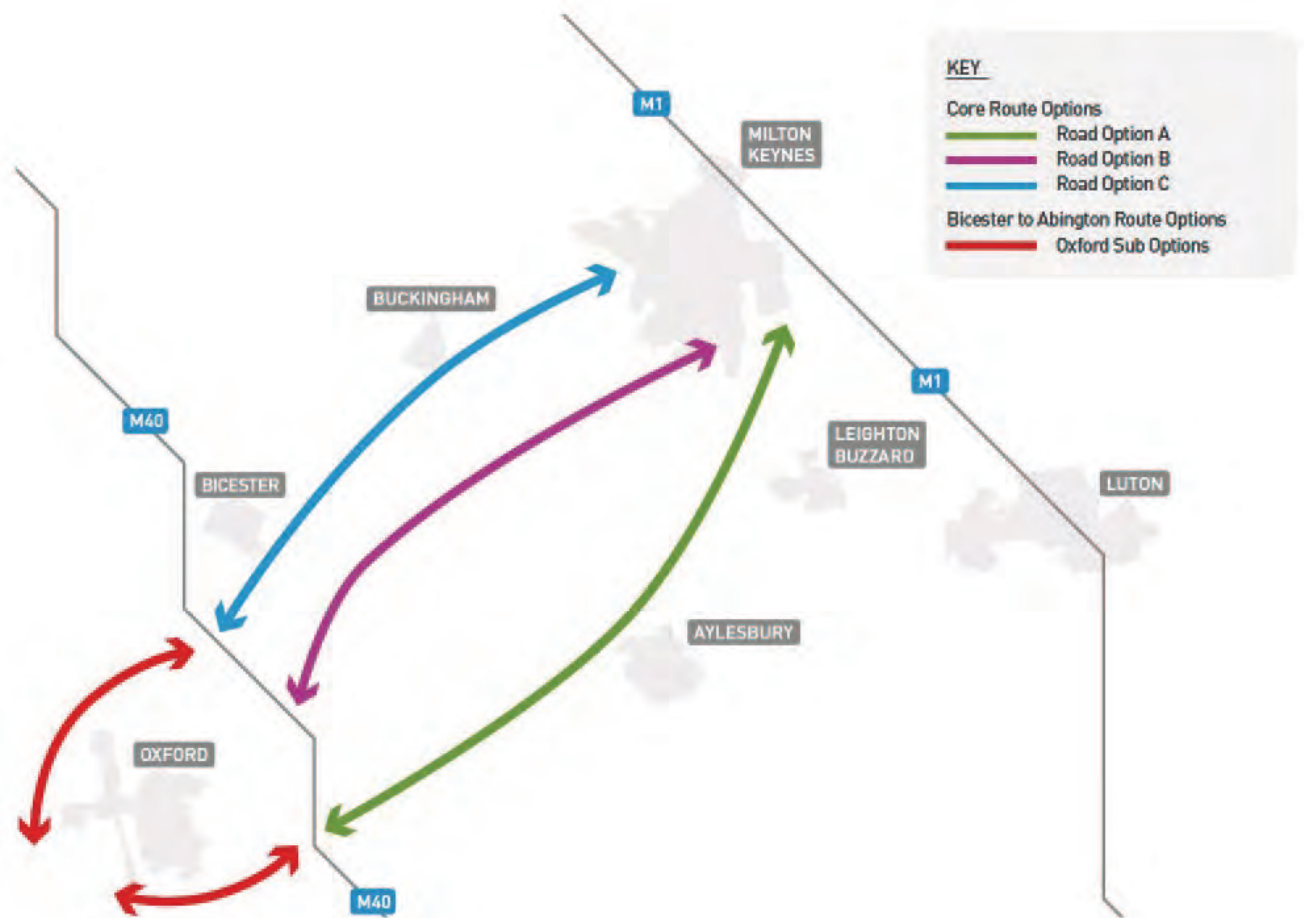 M1
MILTON
KEYNES
KEY
Core Route Options
Road Option A
Road Option B
Road Option C
Bicester to Abington Route Options
Oxford Sub Options
BUCKINGHAM
M1
M40
LEIGHTON
BUZZARO
BICESTER
LUTON
AYLESBURY
OXFORD
M40